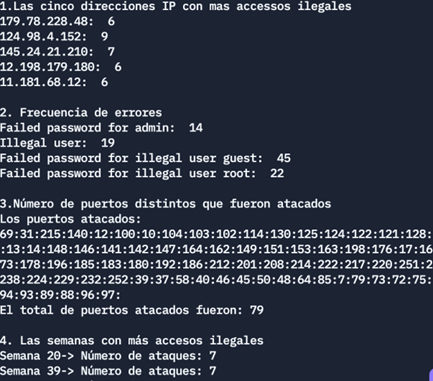 1.Las cinco direcciones IP con mas accessos ilegales
179.78.228.48:  6
124.98.4.152:  9
145.24.21.210:  7
12.198.179.180:  6
11.181.68.12:  6
2. Frecuencia de errores
Failed password for admin:  14
Illegal user:  19
Failed password for illegal user guest:  45
Failed password for illegal user root:  22
3.Número de puertos distintos que fueron atacados
Los puertos atacados:
69:31:215:140:12:100:10:104:103:102:114:130:125:124:122:121:128:
:13:14:148:146:141:142:147:164:162:149:151:153:163:198:176:17:16
73:178:196:185:183:180:192:186:212:201:208:214:222:217:220:251:2
238:224:229:232:252:39:37:58:40:46:45:50:48:64:85:7:79:73:72:75:
94:93:89:88:96:97:
El total de puertos atacados fueron: 79
4. Las semanas con más accesos ilegales
Semana 20-> Número de ataques: 7
Semana 39-> Número de ataques: 7